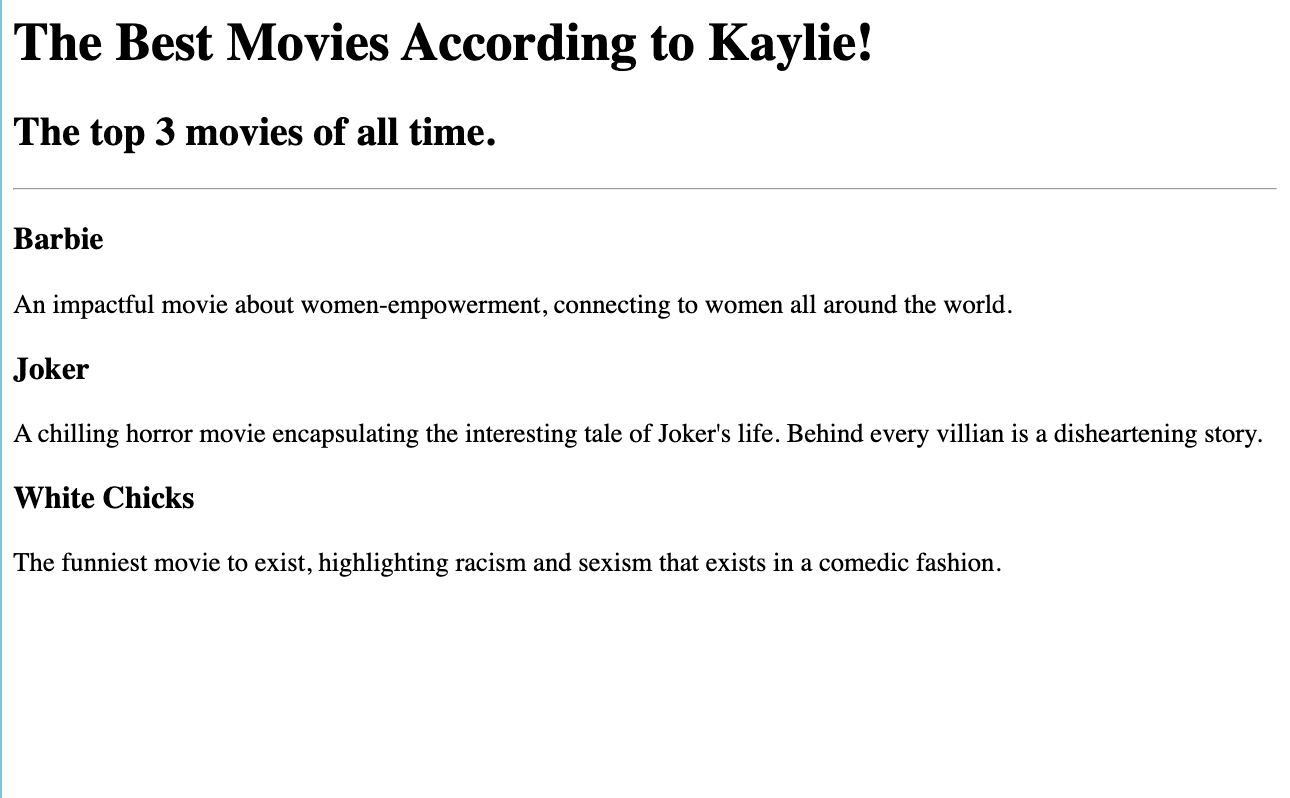 The Best Movies According to Kaylie!
The top 3 movies of all time.
Barbie
An impactful movie about women-empowerment, connecting to women all around the world.
Joker
A chilling horror movie encapsulating the interesting tale of Joker's life. Behind every villian is a disheartening story.
White Chicks
The funniest movie to exist, highlighting racism and sexism that exists in a comedic fashion.